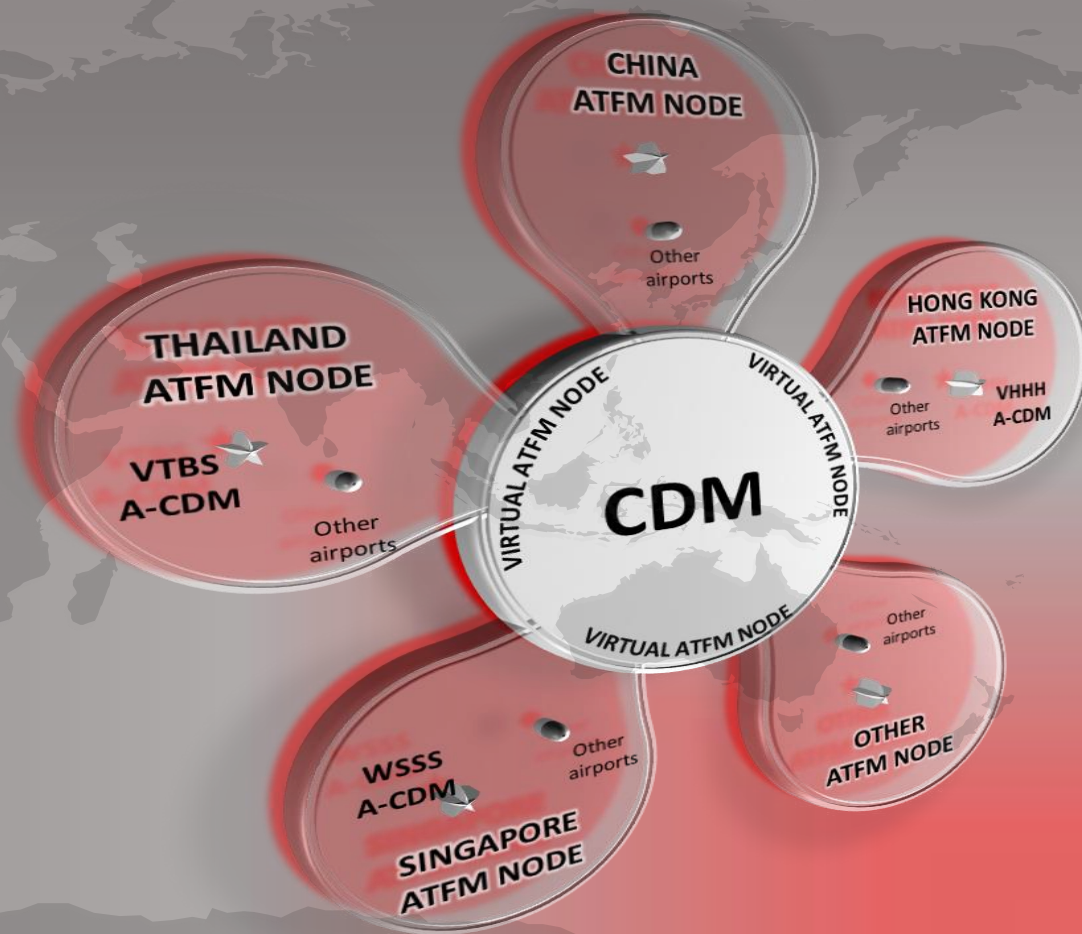 CHINA
ATFM NODE
Other
airports
HONG KONG
ATFM NODE
Other
airports
VHHH
A-CDM
THAILAND
ATFM NODE
VTBS
A-CDM
Other
airports
VIRTUAL ATFM NODE
VIRTUAL ATFM NODE
CDM
VIRTUAL ATFM NODE
Other
airports
OTHER
ATFM NODE
WSSS
A-CDM
Other
airports
SINGAPORE
ATFM NODE